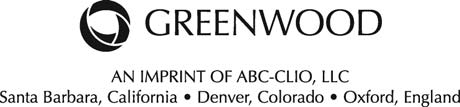 GREENWOOD
AN IMPRINT OF ABC-CLIO, LLC
Santa Barbara, California • Denver, Colorado • Oxford, England